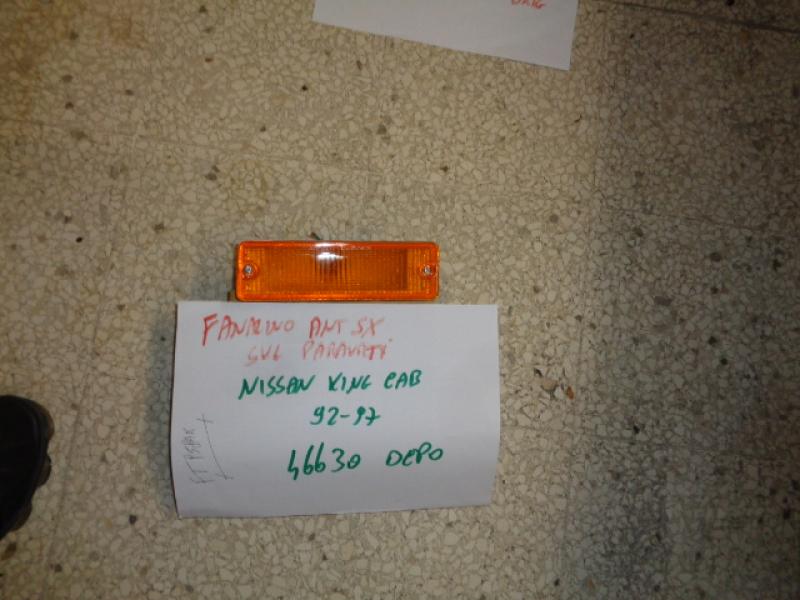 FANALINO ANT SX
SUL PARAURTI
NISSAN KING CAB
92-97
46630 DEPO